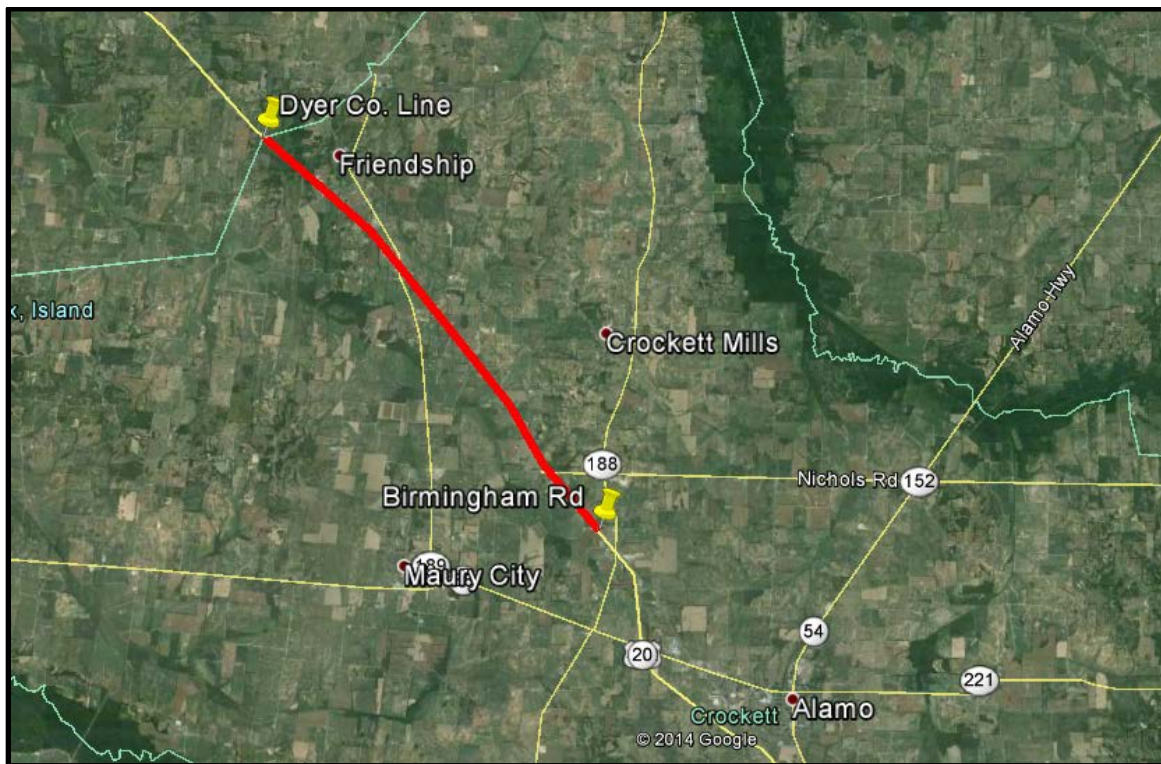 Dyer Co. Line
Friendship
x, Island
Alamo Hwy
Crockett Mills
188
Nichols Rd
152
Birmingham Rd
189
Maury City
54
20
221
Crockett
Alamo
© 2014 Google